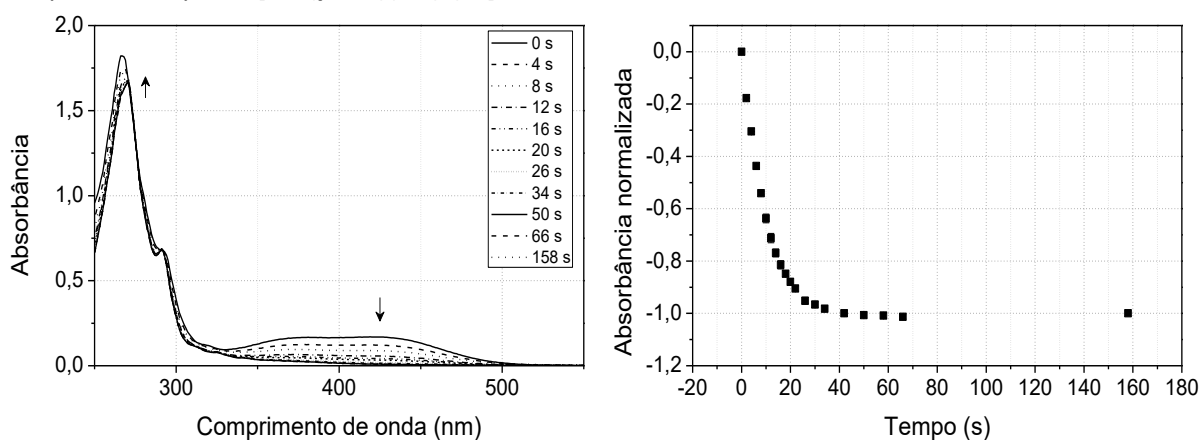 2,0
1,5
1,0
0,5
0,0
Absorbância
300
400
500
Comprimento de onda (nm)
0 s
4 s
8 s
12 s
16 s
20 s
26 s
34 s
50 s
66 s
158 s
0,0
-0,2
-0,4
-0,6
-0,8
-1,0
-1,2
Absorbância normalizada
-20 0 20 40 60 80 100 120 140 160 180
Tempo (s)